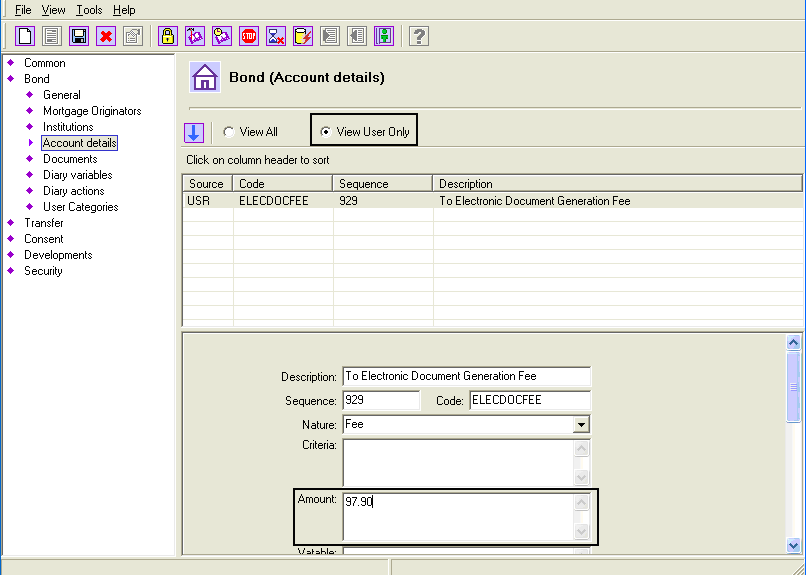 File View Tools Help
STOP
?
Common
Bond
General
Mortgage Originators
Institutions
Account details
Documents
Diary variables
Diary actions
User Categories
Transfer
Consent
Developments
Security
Bond (Account details)
View All View User Only
Click on column header to sort
Source Code Sequence Description
USR ELECDOCFEE 929 To Electronic Document Generation Fee
Description: To Electronic Document Generation Fee
Sequence: 929 Code: ELECDOCFEE
Nature: Fee
Criteria:
Amount: 97.90
Vatable: